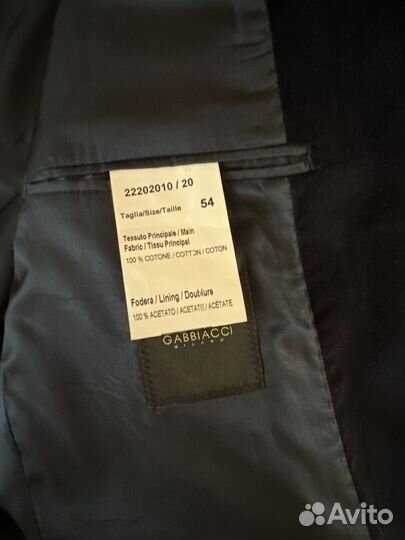 22202010 / 20
Taglia/Size/Taille 54
Tessuto Principale / Main
Fabric / Tissu Principal
100 % COTONE / COTTON / COTON
Fodera / Lining / Doublure
100 % ACETATO / ACETATE / ACÉTATE
GABBIACCI
MILANO
Avito